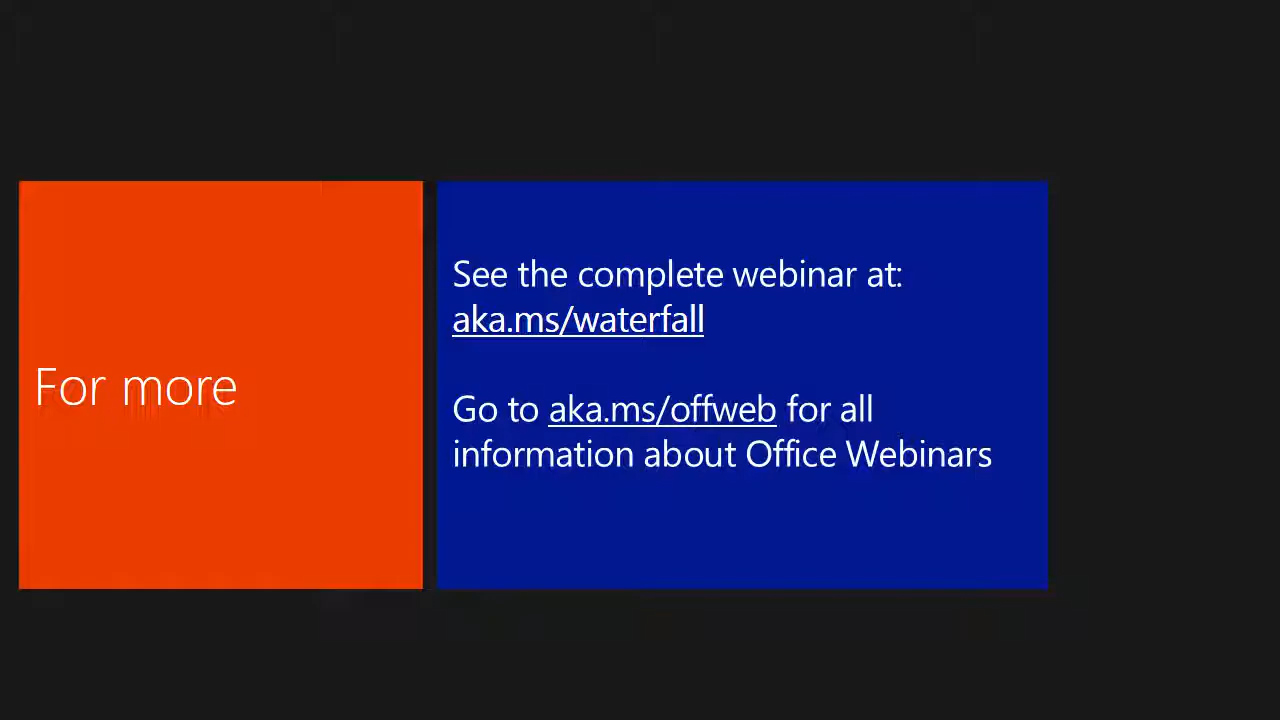 For more
See the complete webinar at:
aka.ms/waterfall
Go to aka.ms/offweb for all
information about Office Webinars